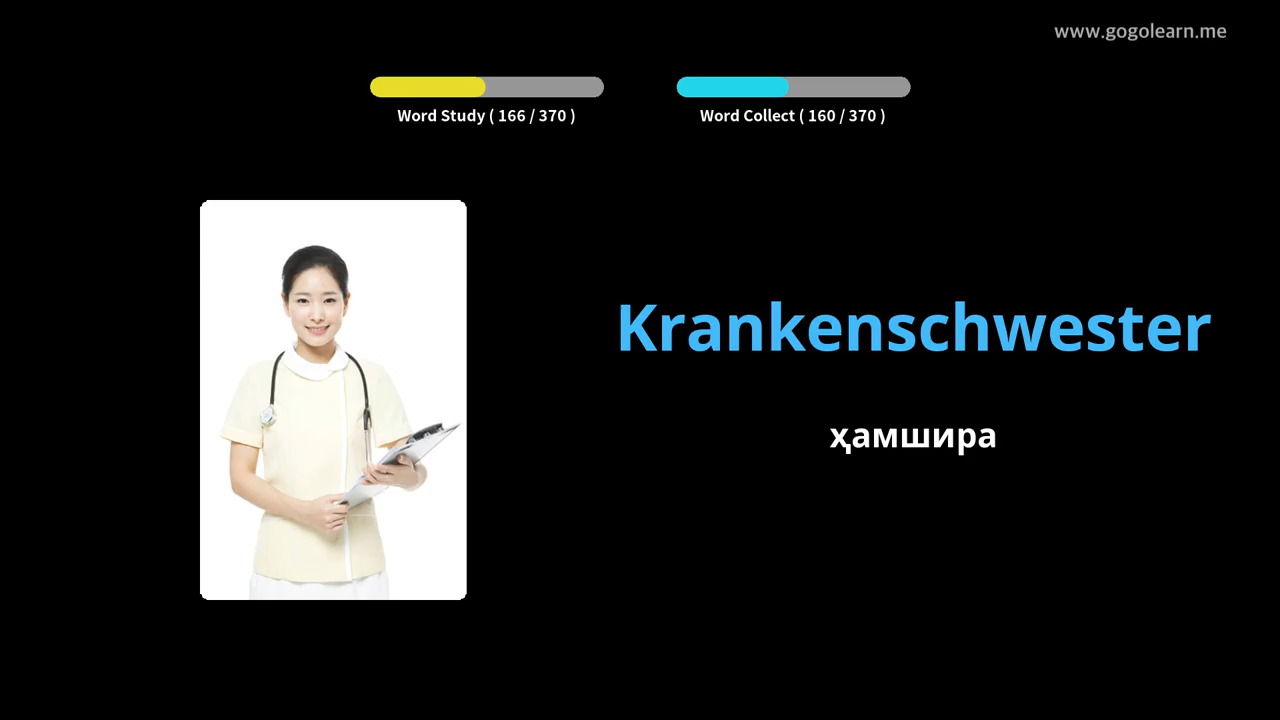 www.gogolearn.me
Word Study ( 166 / 370 )
Word Collect ( 160 / 370 )
Krankenschwester
ҳамшира